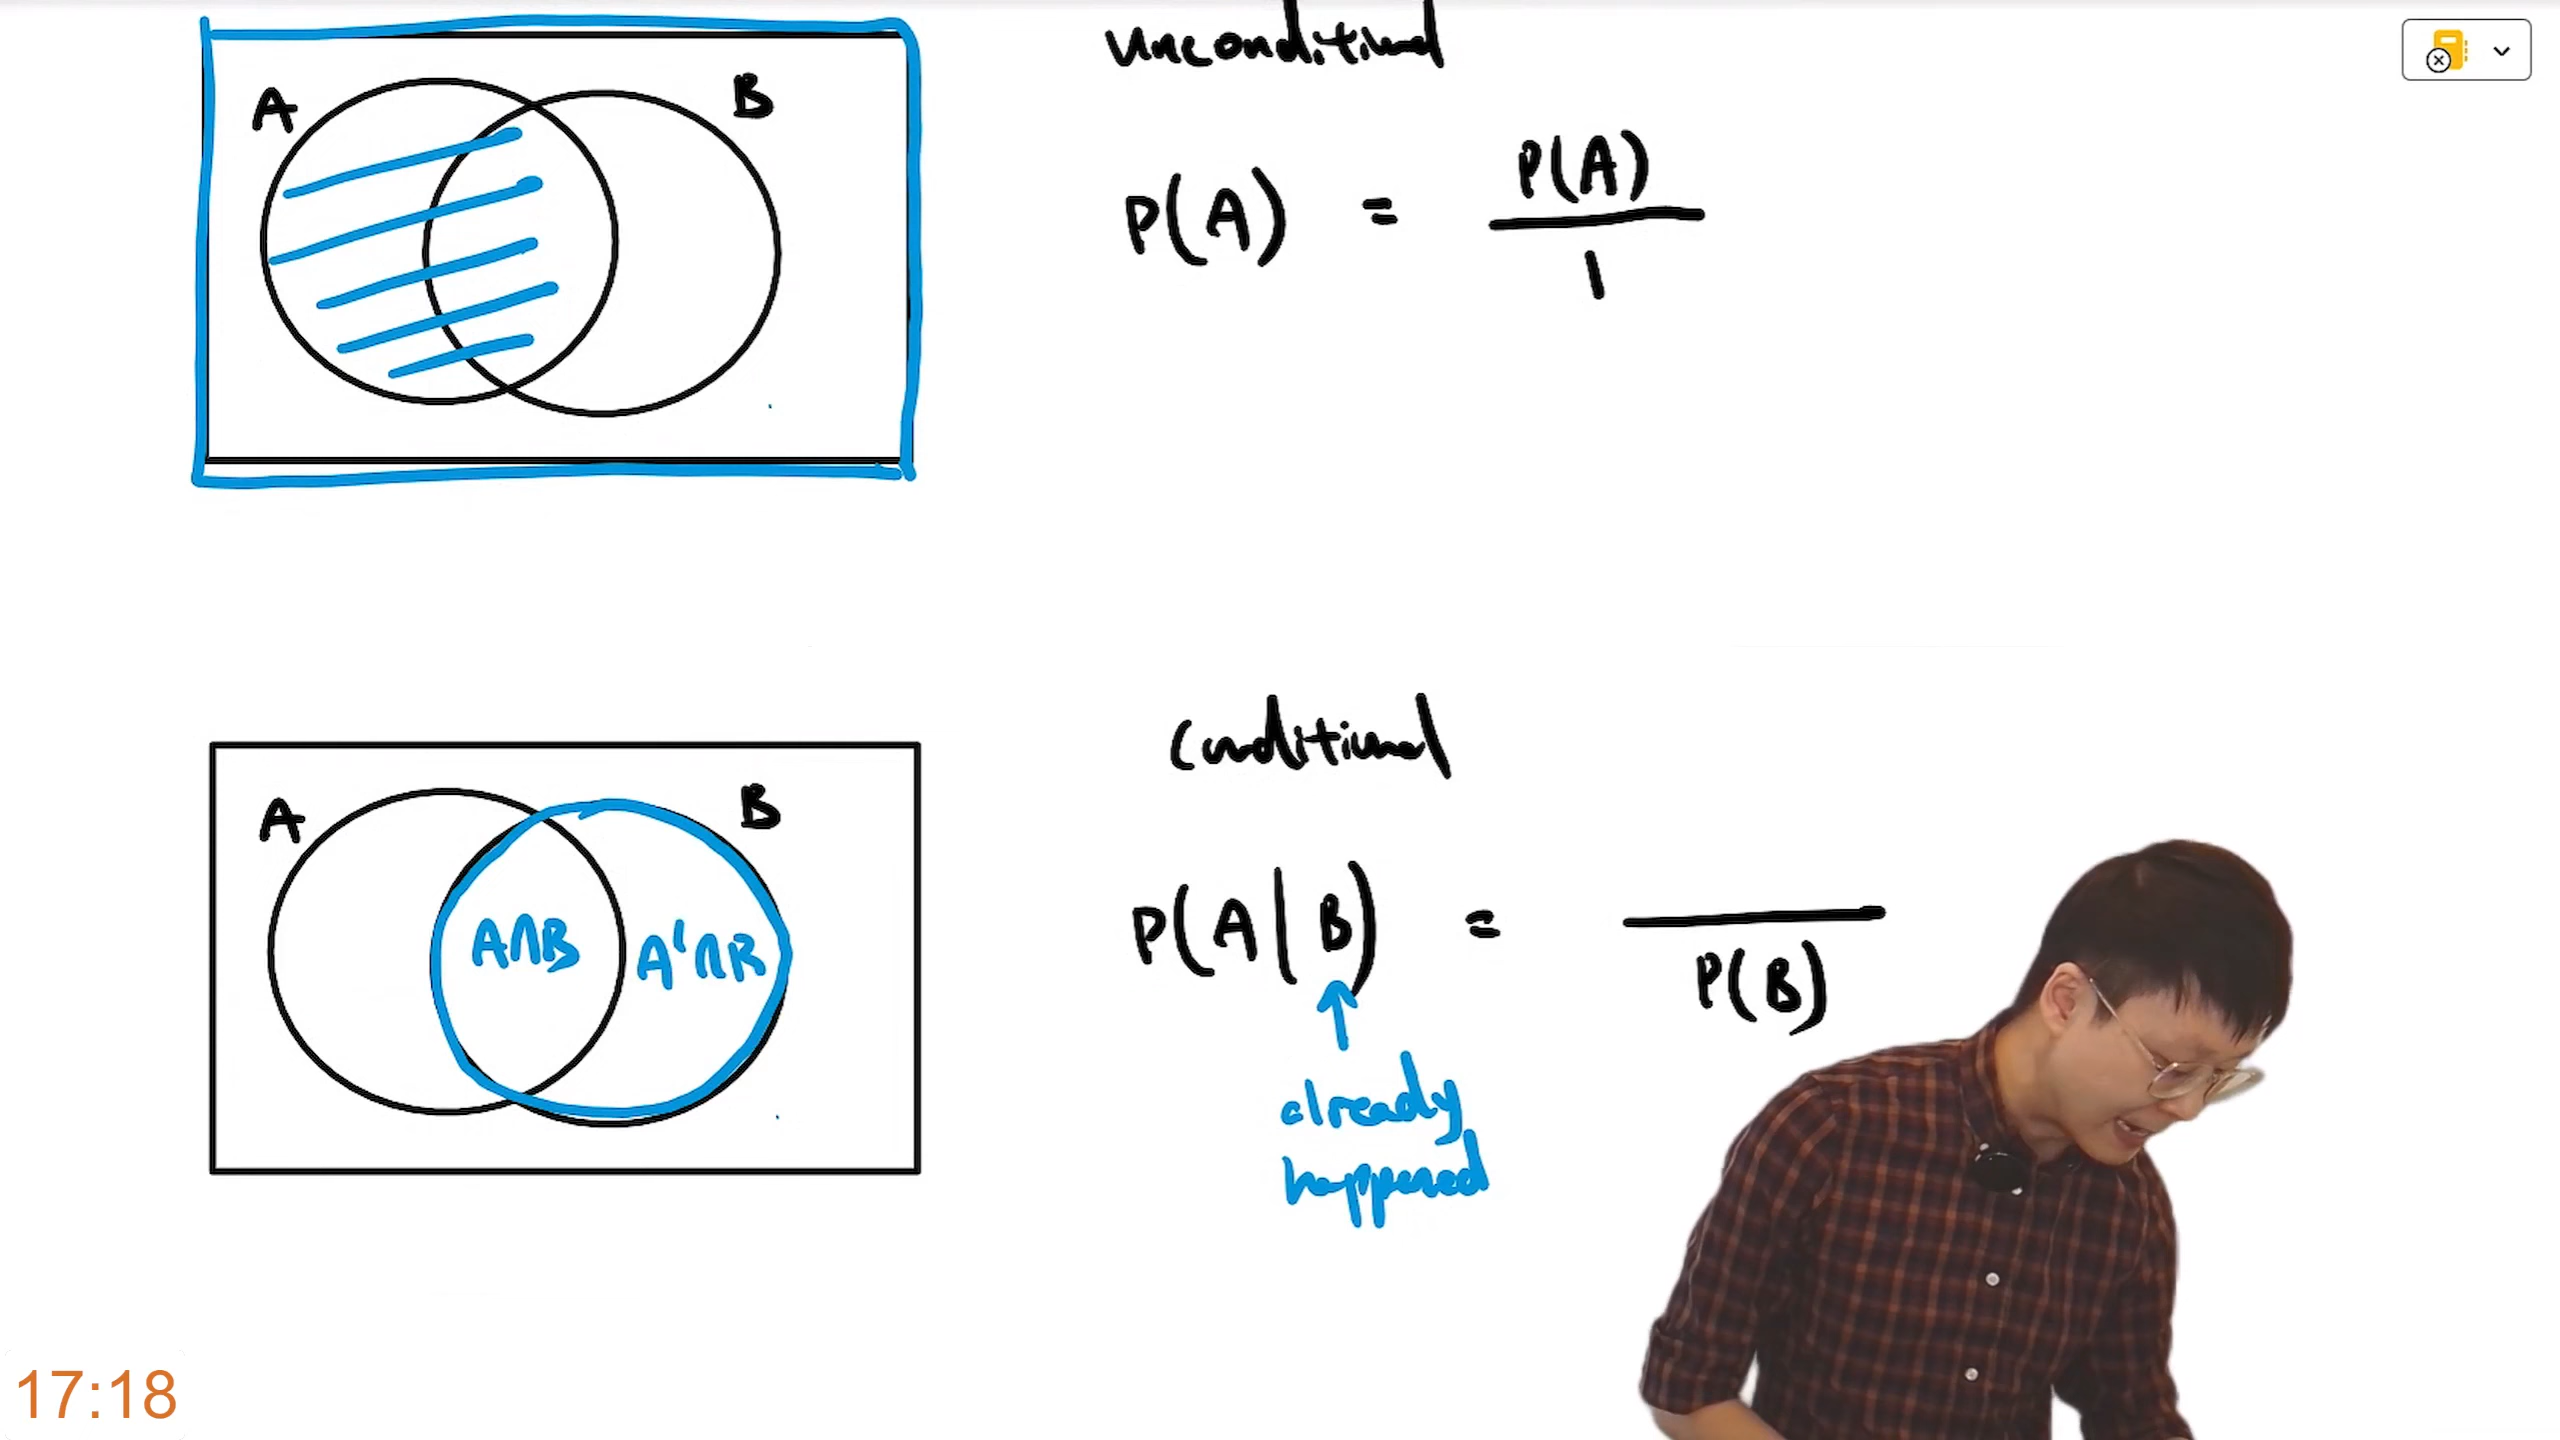 unconditional
A
B
P(A) = P(A)
1
conditional
A
B
A∩B
A'∩B
P(A|B) =
P(B)
↑
already
happened
17:18